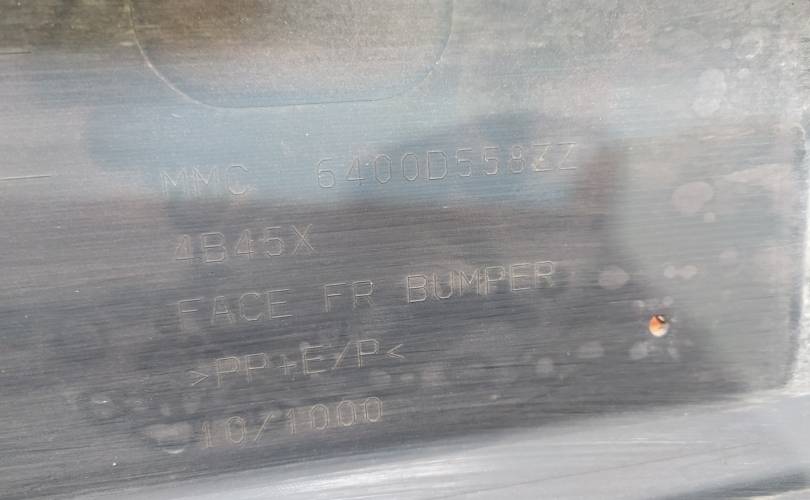 MMC 6400D558ZZ
4B45X
FACE FR BUMPER
>PP+E/P<
10/1000